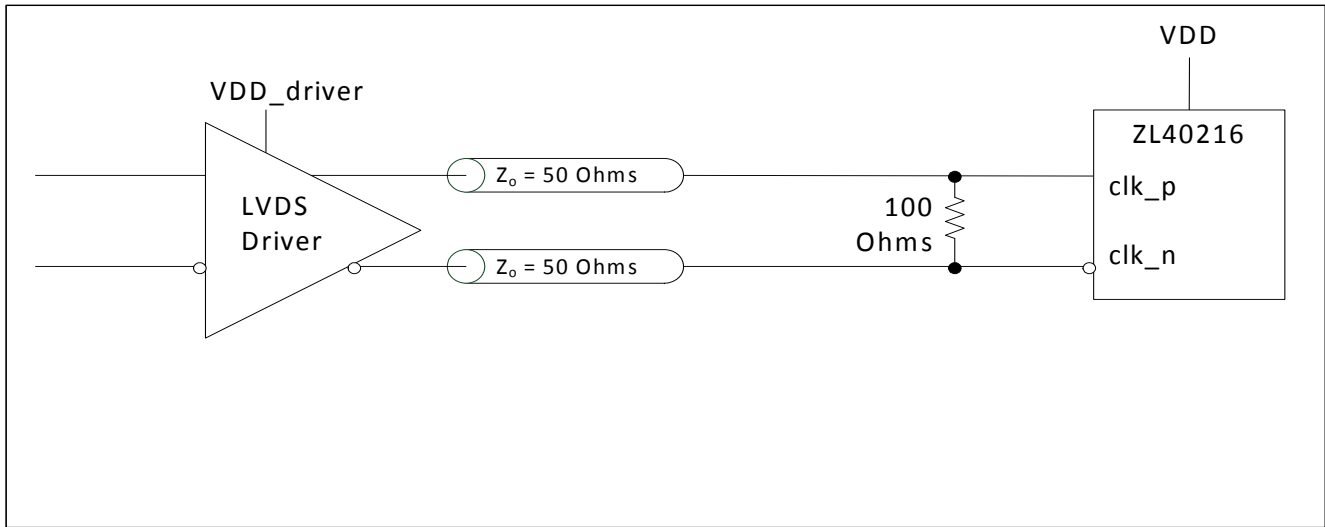 VDD
VDD_driver
ZL40216
Zₒ = 50 Ohms
clk_p
LVDS
Driver
100
Ohms
Zₒ = 50 Ohms
clk_n